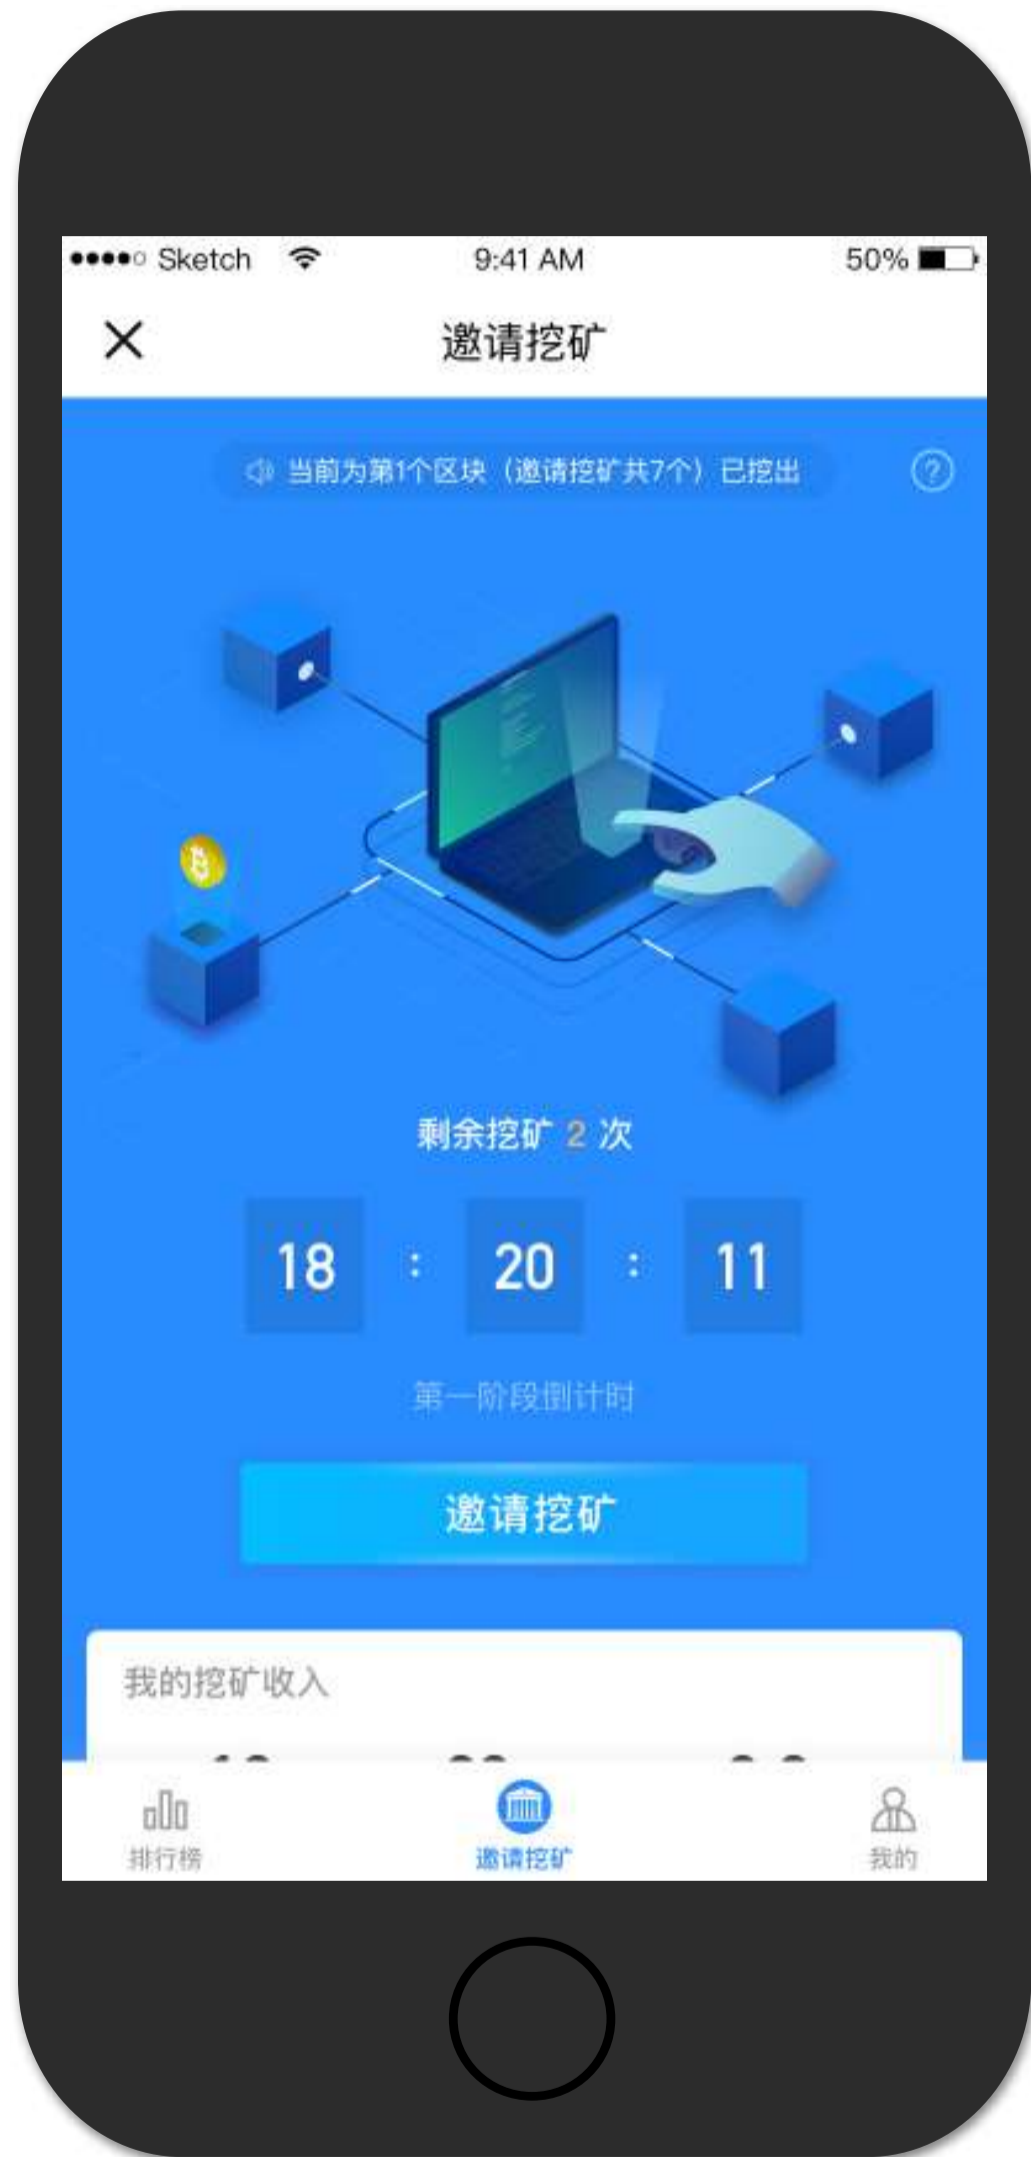 Sketch 9:41 AM 50%
邀请挖矿
当前为第1个区块（邀请挖矿共7个）已挖出
剩余挖矿 2 次
18 : 20 : 11
第一阶段倒计时
邀请挖矿
我的挖矿收入
排行榜 邀请挖矿 我的